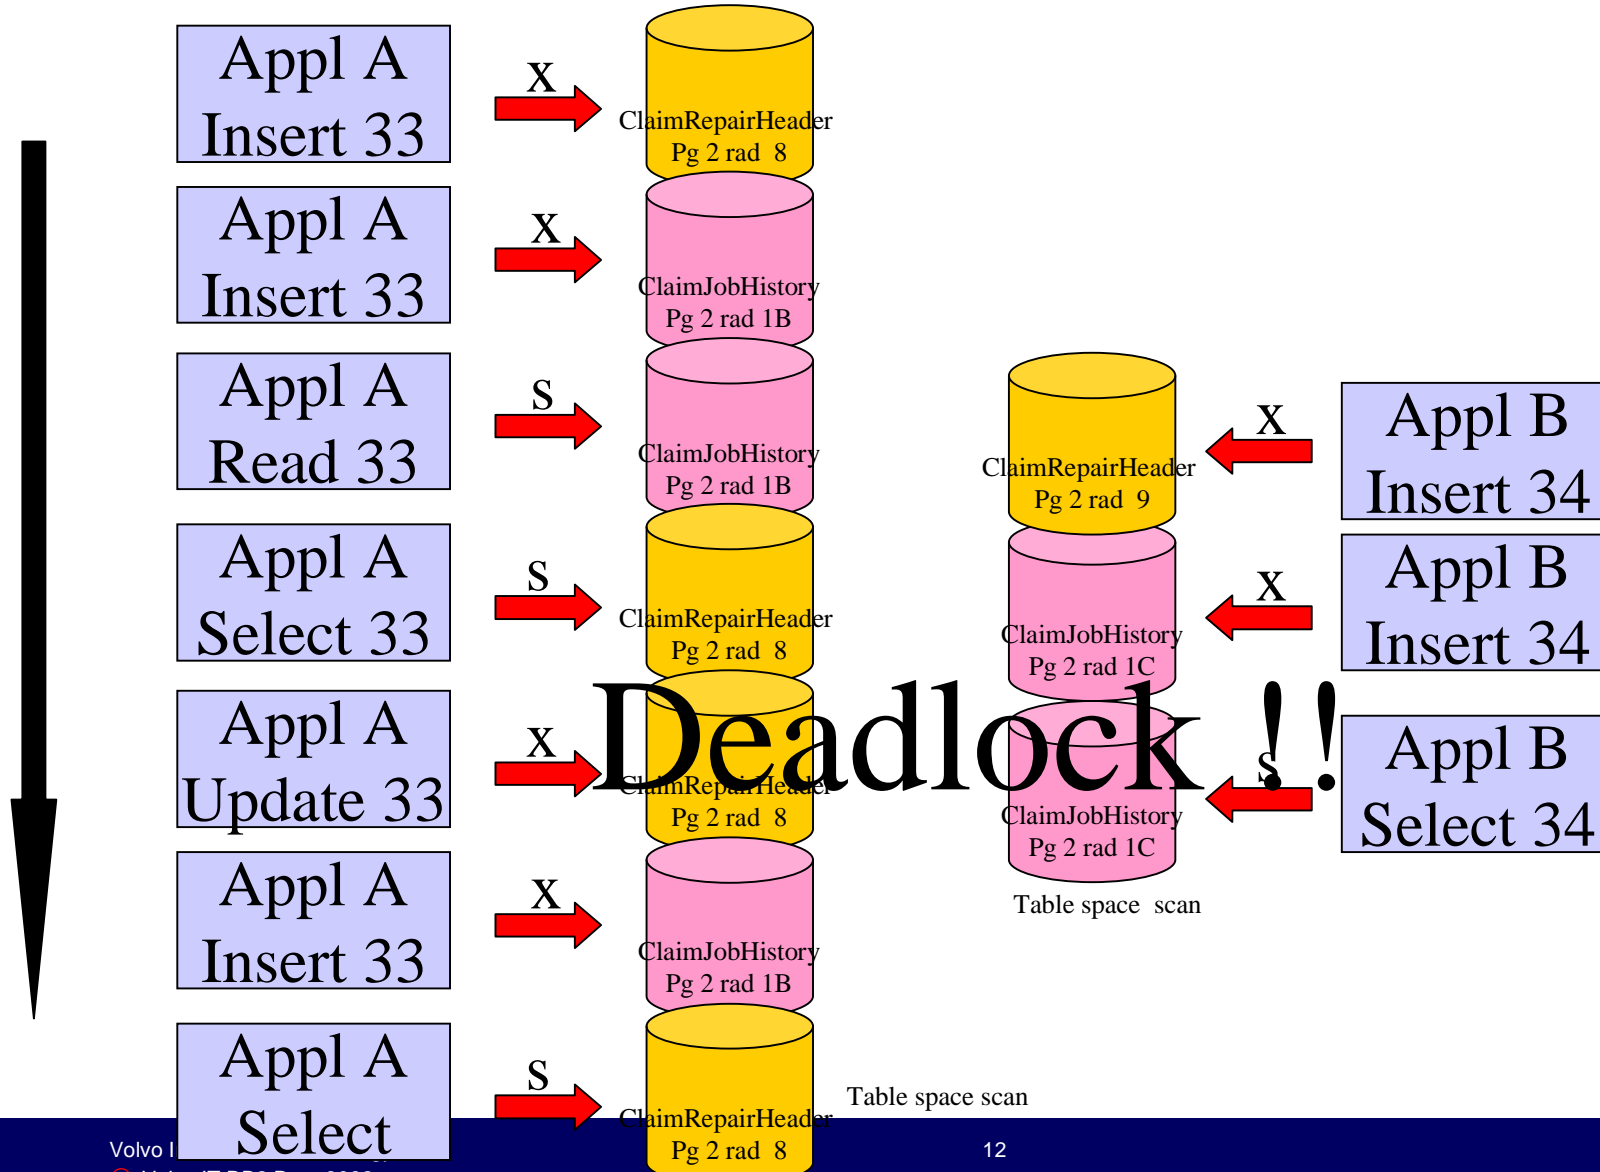 Appl A
Insert 33
X
ClaimRepairHeader
Pg 2 rad 8
Appl A
Insert 33
X
ClaimJobHistory
Pg 2 rad 1B
Appl A
Read 33
S
ClaimJobHistory
Pg 2 rad 1B
ClaimRepairHeader
Pg 2 rad 9
X
Appl B
Insert 34
Appl A
Select 33
S
ClaimRepairHeader
Pg 2 rad 8
ClaimJobHistory
Pg 2 rad 1C
X
Appl B
Insert 34
Deadlock !!
Appl A
Update 33
X
ClaimRepairHeader
Pg 2 rad 8
ClaimJobHistory
Pg 2 rad 1C
S
Appl B
Select 34
Table space scan
Appl A
Insert 33
X
ClaimJobHistory
Pg 2 rad 1B
Appl A
Select
S
ClaimRepairHeader
Pg 2 rad 8
Table space scan
Volvo
12